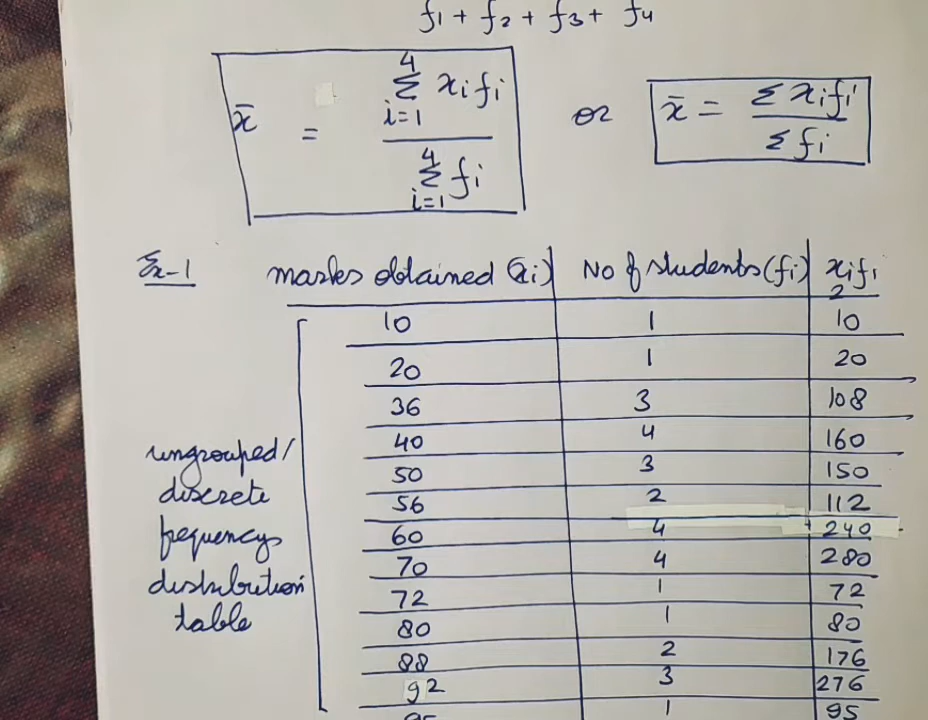 f1 + f2 + f3 + f4
x̄ = 4 Σ i=1 xifi / 4 Σ i=1 fi or x̄ = Σxifi / Σfi
Ex-1 marks obtained (xi) No of students (fi) xifi
2
10 1 10
20 1 20
36 3 108
40 4 160
50 3 150
56 2 112
60 4 240
70 4 280
72 1 72
80 1 80
88 2 176
92 3 276
95 1 95
ungrouped/
discrete
frequency
distribution
table